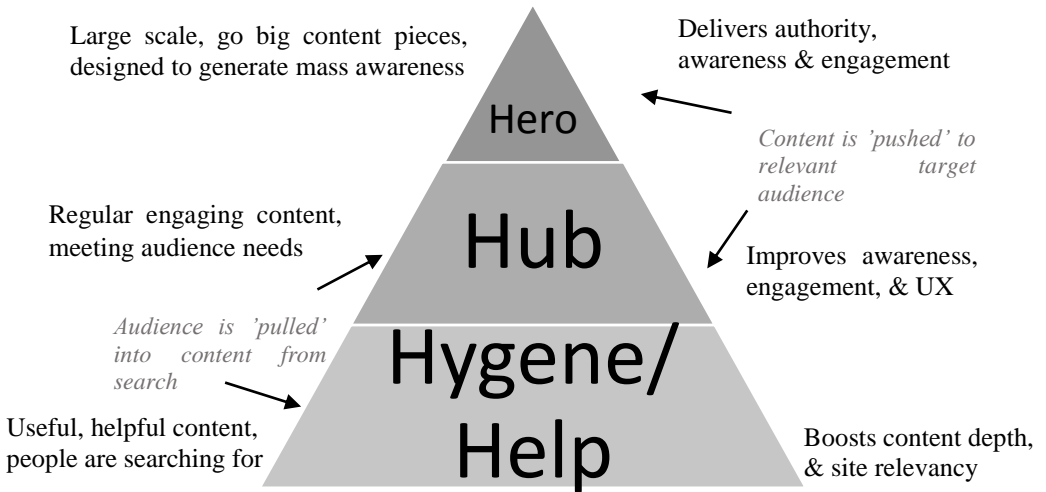 Large scale, go big content pieces,
designed to generate mass awareness
Delivers authority,
awareness & engagement
Hero
Content is 'pushed' to
relevant target
audience
Regular engaging content,
meeting audience needs
Hub
Improves awareness,
engagement, & UX
Audience is 'pulled'
into content from
search
Hygene/
Help
Useful, helpful content,
people are searching for
Boosts content depth,
& site relevancy